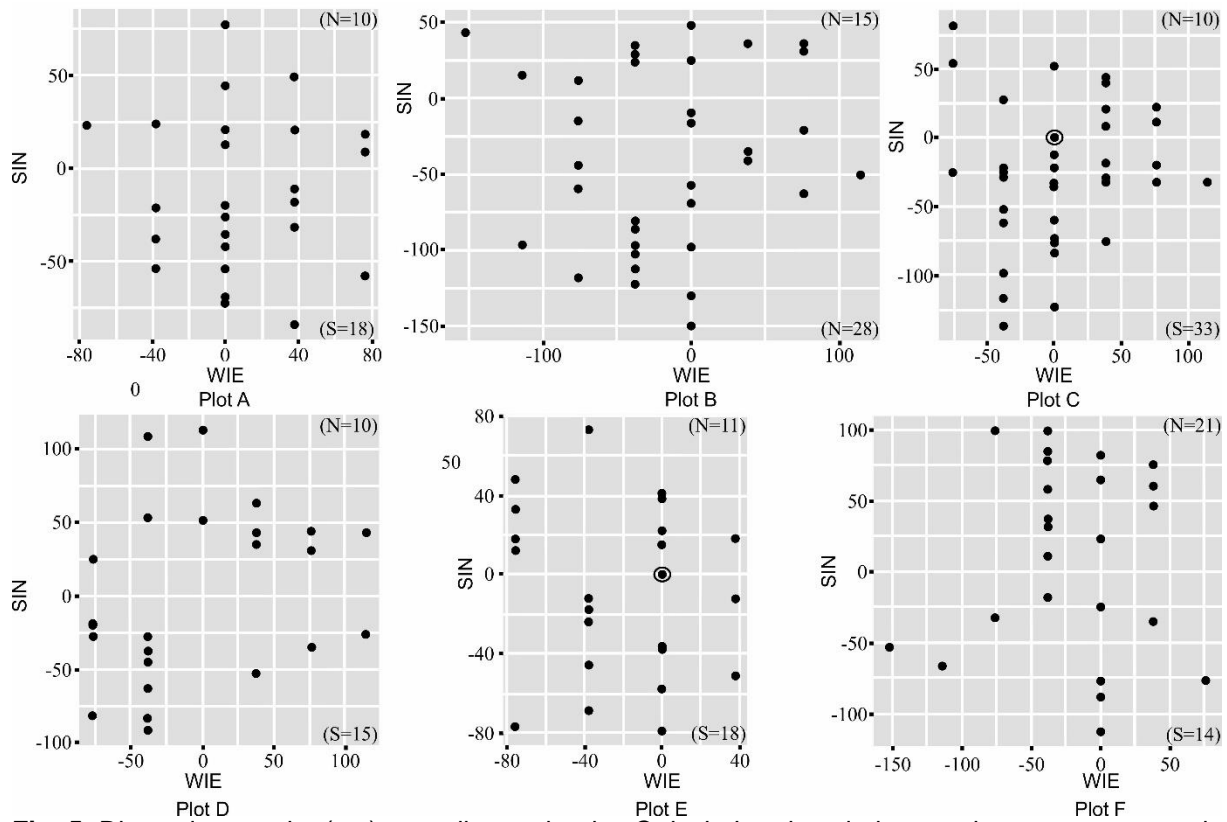 (N=10)
50
0
-50
SIN
(S=18)
-80 -40 0 40 80
WIE
0
Plot A
(N=15)
50
0
-50
-100
-150
SIN
(N=28)
-100 0 100
WIE
Plot B
(N=10)
50
0
-50
-100
SIN
(S=33)
-50 0 50 100
WIE
Plot C
(N=10)
100
50
0
-50
-100
SIN
(S=15)
-50 0 50 100
WIE
Plot D
(N=11)
80
50
40
0
-40
-80
SIN
(S=18)
-80 -40 0 40
WIE
Plot E
(N=21)
100
50
0
-50
-100
SIN
(S=14)
-150 -100 -50 0 50
WIE
Plot F
Fig. 5.